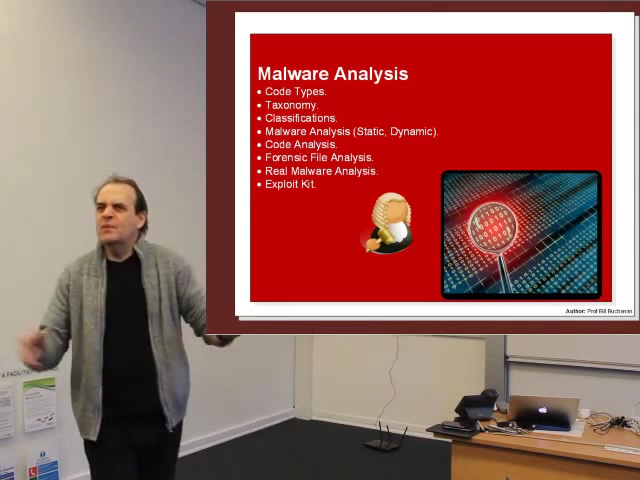 Malware Analysis
Code Types.
Taxonomy.
Classifications.
Malware Analysis (Static, Dynamic).
Code Analysis.
Forensic File Analysis.
Real Malware Analysis.
Exploit Kit.
Author: Prof Bill Buchanan